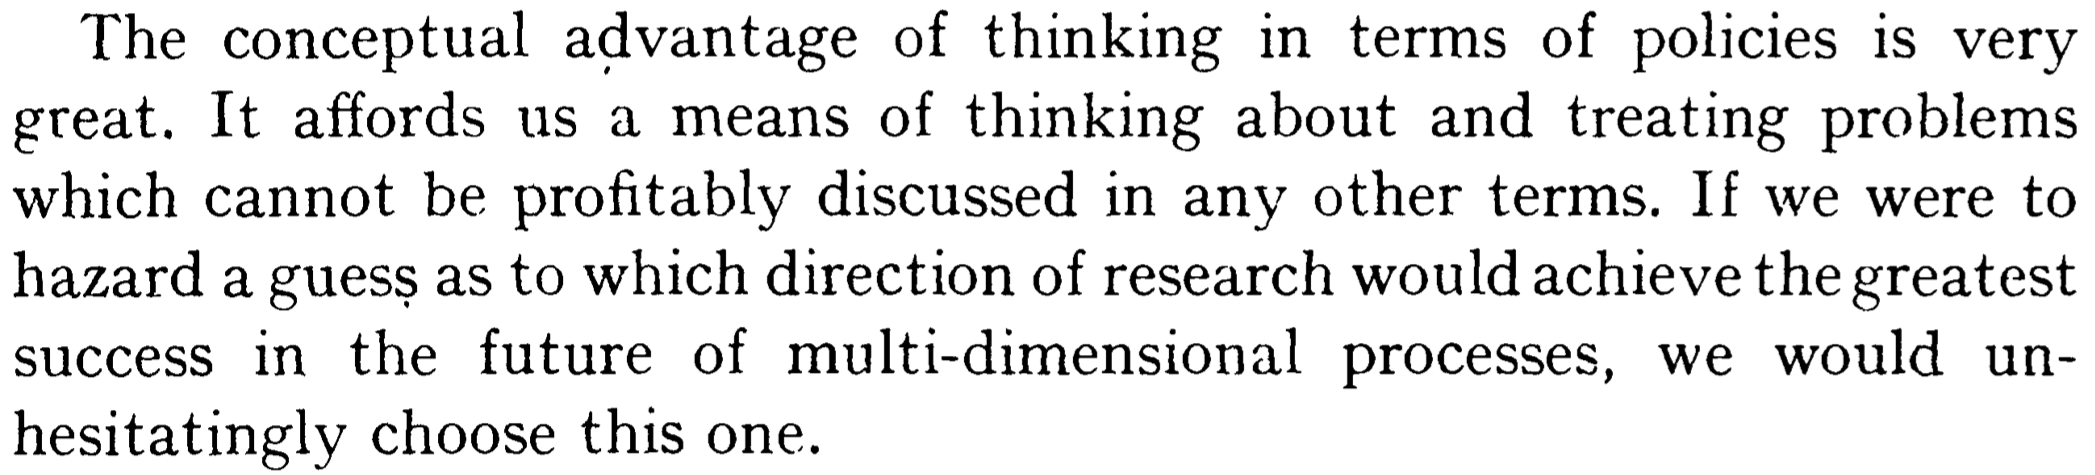 The conceptual advantage of thinking in terms of policies is very
great. It affords us a means of thinking about and treating problems
which cannot be profitably discussed in any other terms. If we were to
hazard a guess as to which direction of research would achieve the greatest
success in the future of multi-dimensional processes, we would un-
hesitatingly choose this one.